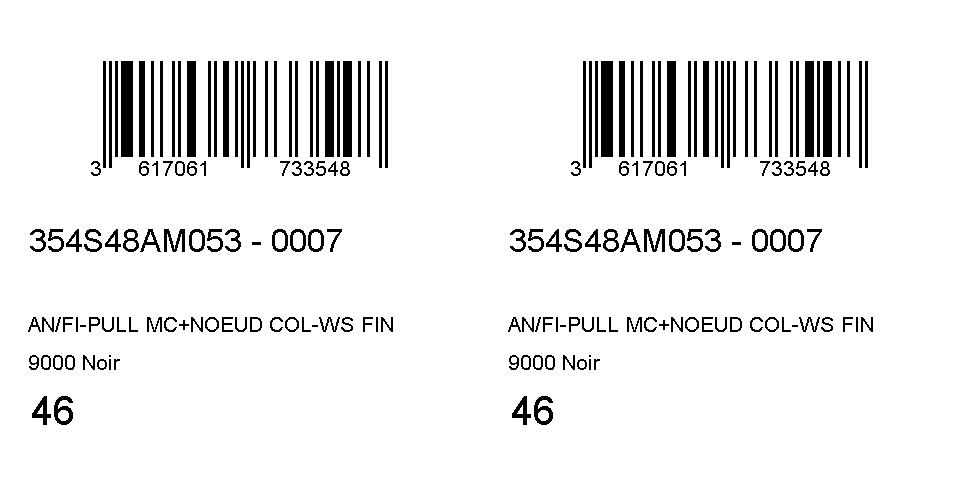 3 617061 733548
354S48AM053 - 0007
AN/FI-PULL MC+NOEUD COL-WS FIN
9000 Noir
46
3 617061 733548
354S48AM053 - 0007
AN/FI-PULL MC+NOEUD COL-WS FIN
9000 Noir
46